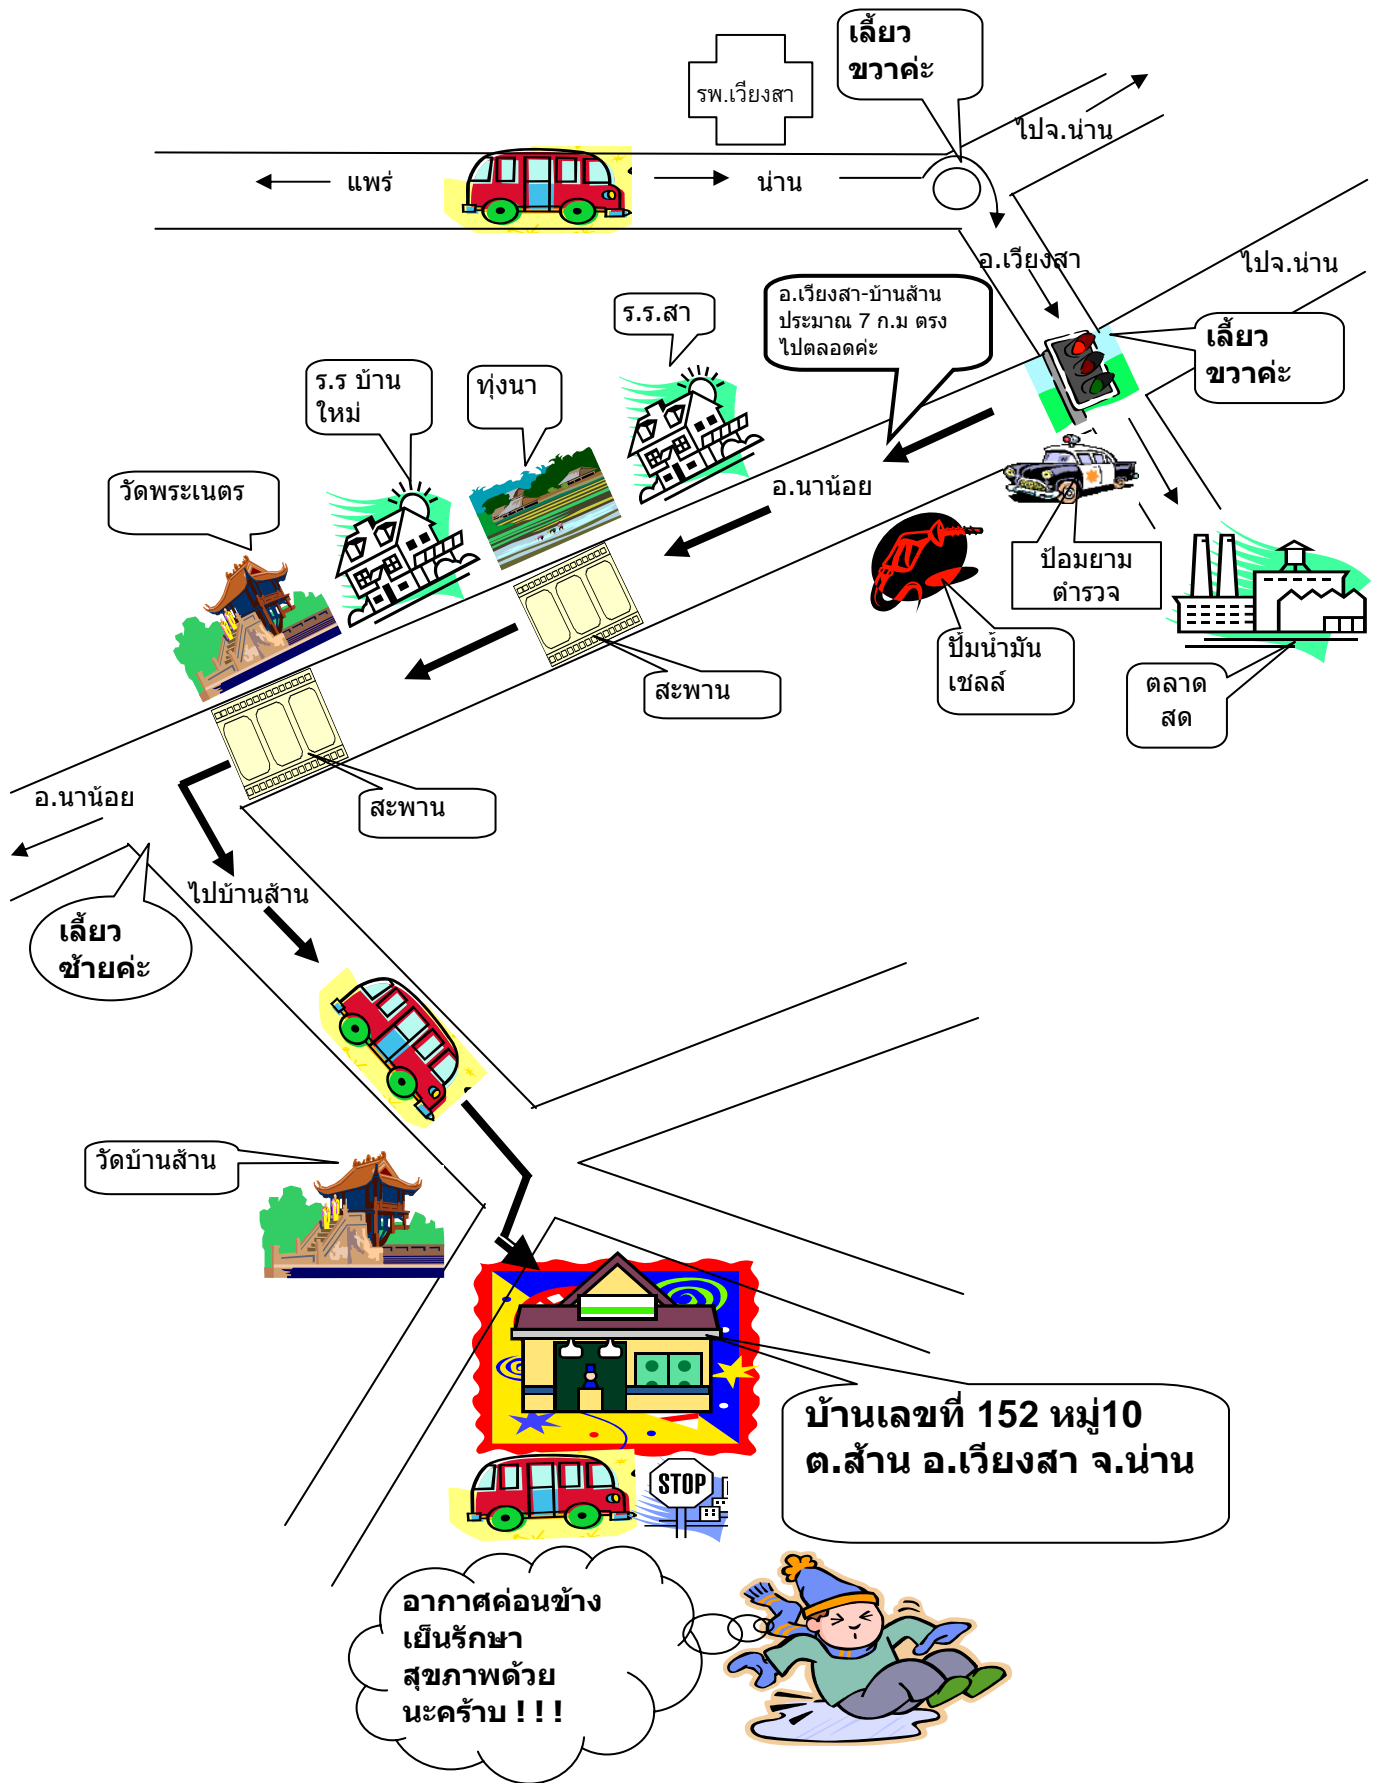 เลี้ยว
ขวาค่ะ
รพ.เวียงสา
ไปจ.น่าน
แพร่
น่าน
อ.เวียงสา
ไปจ.น่าน
อ.เวียงสา-บ้านส้าน
ประมาณ 7 ก.ม ตรง
ไปตลอดค่ะ
ร.ร.สา
เลี้ยว
ขวาค่ะ
ร.ร บ้าน
ใหม่
ทุ่งนา
วัดพระเนตร
อ.นาน้อย
ป้อมยาม
ตำรวจ
ปั้มน้ำมัน
เชลล์
สะพาน
ตลาด
สด
อ.นาน้อย
สะพาน
ไปบ้านส้าน
เลี้ยว
ซ้ายค่ะ
วัดบ้านส้าน
บ้านเลขที่ 152 หมู่10
ต.ส้าน อ.เวียงสา จ.น่าน
STOP
อากาศค่อนข้าง
เย็นรักษา
สุขภาพด้วย
นะคร้าบ ! ! !